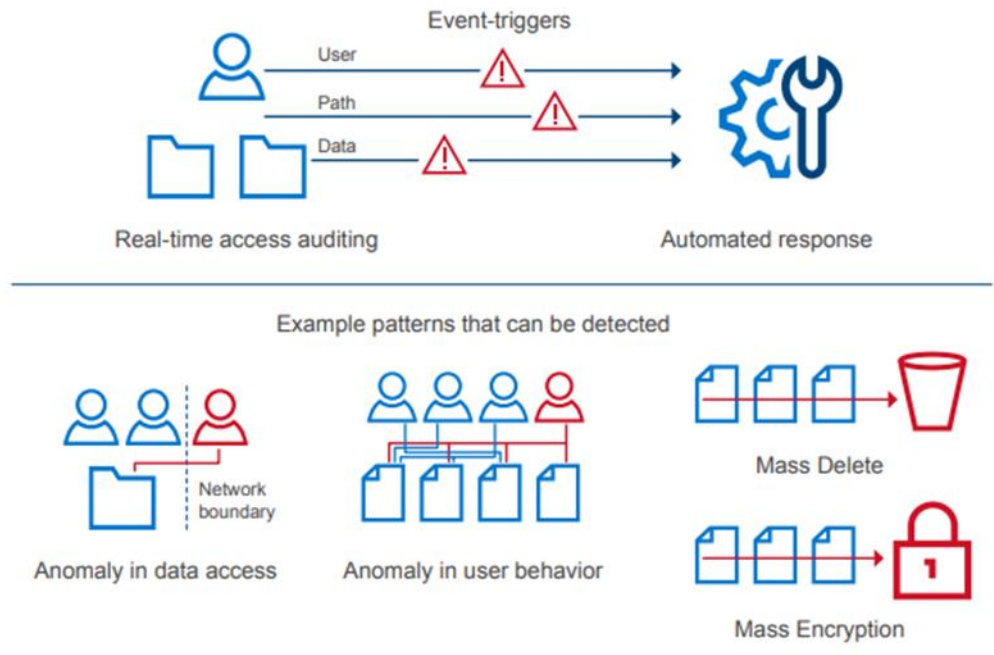 Event-triggers
User
Path
Data
Real-time access auditing
Automated response
Example patterns that can be detected
Network
boundary
Anomaly in data access
Anomaly in user behavior
Mass Delete
1
Mass Encryption